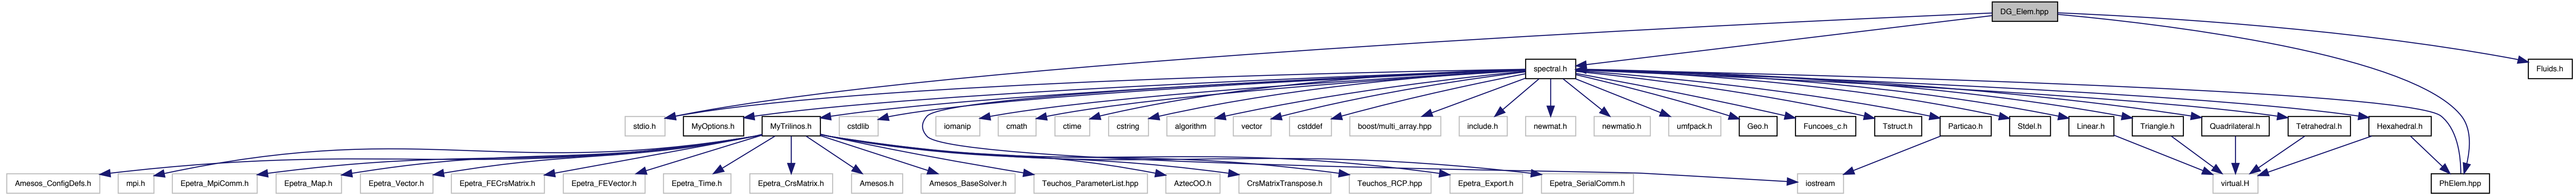 DG_Elem.hpp
spectral.h
Fluids.h
stdio.h
MyOptions.h
MyTrilinos.h
cstdlib
iomanip
cmath
ctime
cstring
algorithm
vector
cstddef
boost/multi_array.hpp
include.h
newmat.h
newmatio.h
umfpack.h
Geo.h
Funcoes_c.h
Tstruct.h
Particao.h
Stdel.h
Linear.h
Triangle.h
Quadrilateral.h
Tetrahedral.h
Hexahedral.h
Amesos_ConfigDefs.h
mpi.h
Epetra_MpiComm.h
Epetra_Map.h
Epetra_Vector.h
Epetra_FECrsMatrix.h
Epetra_FEVector.h
Epetra_Time.h
Epetra_CrsMatrix.h
Amesos.h
Amesos_BaseSolver.h
Teuchos_ParameterList.hpp
AztecOO.h
CrsMatrixTranspose.h
Teuchos_RCP.hpp
Epetra_Export.h
Epetra_SerialComm.h
iostream
virtual.H
PhElem.hpp